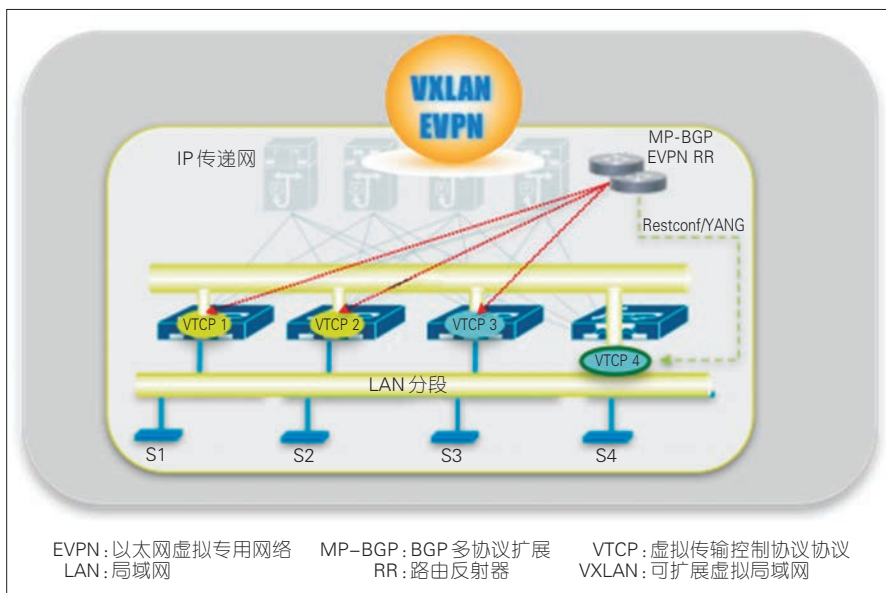 VXLAN
EVPN
IP传递网
MP-BGP
EVPN RR
Restconf/YANG
VTCP 1
VTCP 2
VTCP 3
VTCP 4
LAN分段
S1
S2
S3
S4
EVPN:以太网虚拟专用网络 MP-BGP:BGP多协议扩展 VTCP:虚拟传输控制协议协议
LAN:局域网 RR:路由反射器 VXLAN:可扩展虚拟局域网